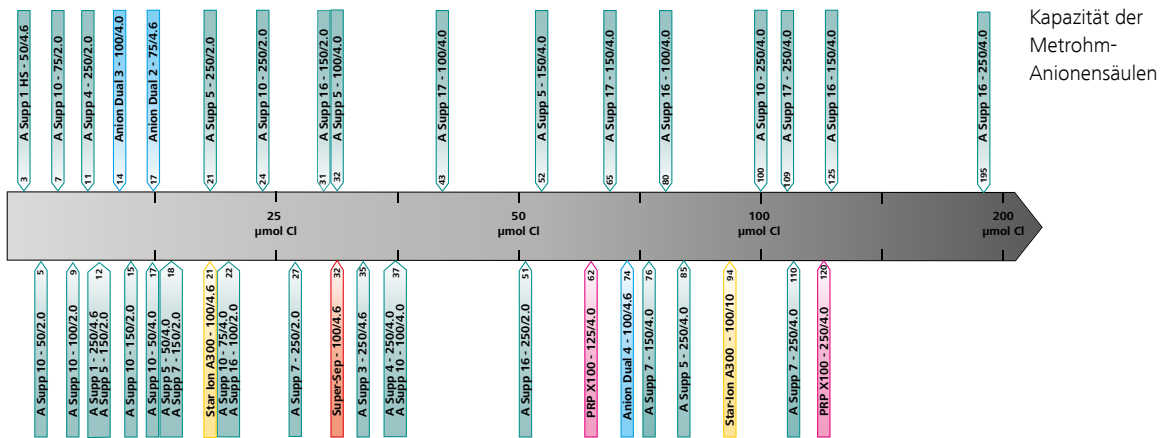 Kapazität der
Metrohm-
Anionensäulen
A Supp 1 HS - 50/4.6
3
A Supp 10 - 75/2.0
7
A Supp 4 - 250/2.0
11
Anion Dual 3 - 100/4.0
14
Anion Dual 2 - 75/4.6
17
A Supp 5 - 250/2.0
21
A Supp 10 - 250/2.0
24
A Supp 16 - 150/2.0
31
A Supp 5 - 100/4.0
32
A Supp 17 - 100/4.0
43
A Supp 5 - 150/4.0
52
A Supp 17 - 150/4.0
65
A Supp 16 - 100/4.0
80
A Supp 10 - 250/4.0
100
A Supp 17 - 250/4.0
109
A Supp 16 - 150/4.0
125
A Supp 16 - 250/4.0
195
25
µmol Cl
50
µmol Cl
100
µmol Cl
200
µmol Cl
5
A Supp 10 - 50/2.0
9
A Supp 10 - 100/2.0
12
A Supp 1 - 250/4.6
A Supp 5 - 150/2.0
15
A Supp 10 - 150/2.0
17
A Supp 10 - 50/4.0
18
A Supp 5 - 50/4.0
A Supp 7 - 150/2.0
21
Star Ion A300 - 100/4.6
22
A Supp 10 - 75/4.0
A Supp 16 - 100/2.0
27
A Supp 7 - 250/2.0
32
Super-Sep - 100/4.6
35
A Supp 3 - 250/4.6
37
A Supp 4 - 250/4.0
A Supp 10 - 100/4.0
51
A Supp 16 - 250/2.0
62
PRP X100 - 125/4.0
74
Anion Dual 4 - 100/4.6
76
A Supp 7 - 150/4.0
85
A Supp 5 - 250/4.0
94
Star-Ion A300 - 100/10
110
A Supp 7 - 250/4.0
120
PRP X100 - 250/4.0